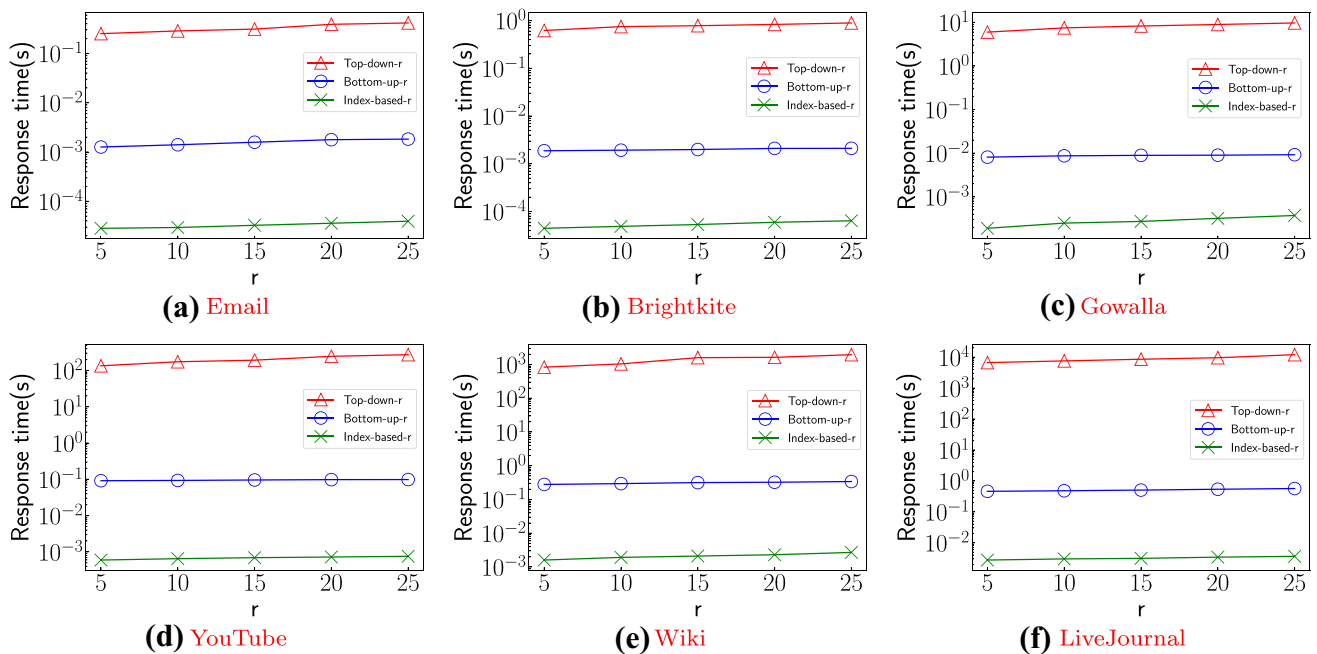 Response time(s)
10^{-1}
10^{-2}
10^{-3}
10^{-4}
Top-down-r
Bottom-up-r
Index-based-r
5 10 15 20 25
r
(a) Email
Response time(s)
10^{0}
10^{-1}
10^{-2}
10^{-3}
10^{-4}
Top-down-r
Bottom-up-r
Index-based-r
5 10 15 20 25
r
(b) Brightkite
Response time(s)
10^{1}
10^{0}
10^{-1}
10^{-2}
10^{-3}
Top-down-r
Bottom-up-r
Index-based-r
5 10 15 20 25
r
(c) Gowalla
Response time(s)
10^{2}
10^{1}
10^{0}
10^{-1}
10^{-2}
10^{-3}
Top-down-r
Bottom-up-r
Index-based-r
5 10 15 20 25
r
(d) YouTube
Response time(s)
10^{3}
10^{2}
10^{1}
10^{0}
10^{-1}
10^{-2}
10^{-3}
Top-down-r
Bottom-up-r
Index-based-r
5 10 15 20 25
r
(e) Wiki
Response time(s)
10^{4}
10^{3}
10^{2}
10^{1}
10^{0}
10^{-1}
10^{-2}
Top-down-r
Bottom-up-r
Index-based-r
5 10 15 20 25
r
(f) LiveJournal